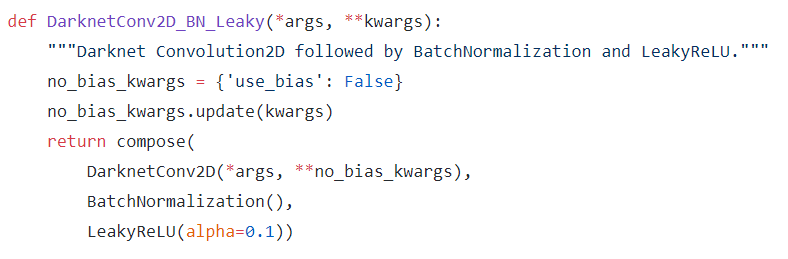 def DarknetConv2D_BN_Leaky(*args, **kwargs):
    """Darknet Convolution2D followed by BatchNormalization and LeakyReLU."""
    no_bias_kwargs = {'use_bias': False}
    no_bias_kwargs.update(kwargs)
    return compose(
        DarknetConv2D(*args, **no_bias_kwargs),
        BatchNormalization(),
        LeakyReLU(alpha=0.1))